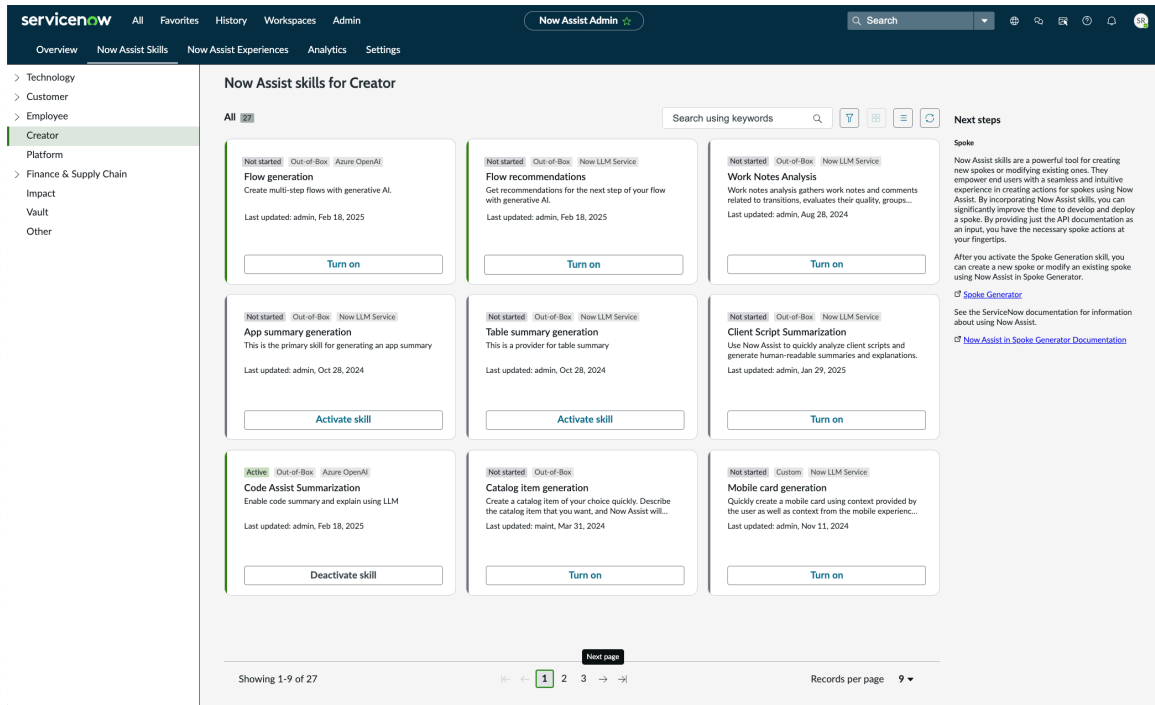 servicenow All Favorites History Workspaces Admin Now Assist Admin Search SR
Overview Now Assist Skills Now Assist Experiences Analytics Settings
Technology
Customer
Employee
Creator
Platform
Finance & Supply Chain
Impact
Vault
Other
Now Assist skills for Creator
All 27
Search using keywords
Not started Out-of-Box Azure OpenAI
Flow generation
Create multi-step flows with generative AI.
Last updated: admin, Feb 18, 2025
Turn on
Not started Out-of-Box Now LLM Service
Flow recommendations
Get recommendations for the next step of your flow
with generative AI.
Last updated: admin, Feb 18, 2025
Turn on
Not started Out-of-Box Now LLM Service
Work Notes Analysis
Work notes analysis gathers work notes and comments
related to transitions, evaluates their quality, groups...
Last updated: admin, Aug 28, 2024
Turn on
Not started Out-of-Box Now LLM Service
App summary generation
This is the primary skill for generating an app summary
Last updated: admin, Oct 28, 2024
Activate skill
Not started Out-of-Box Now LLM Service
Table summary generation
This is a provider for table summary
Last updated: admin, Oct 28, 2024
Activate skill
Not started Out-of-Box Now LLM Service
Client Script Summarization
Use Now Assist to quickly analyze client scripts and
generate human-readable summaries and explanations.
Last updated: admin, Jan 29, 2025
Turn on
Active Out-of-Box Azure OpenAI
Code Assist Summarization
Enable code summary and explain using LLM
Last updated: admin, Feb 18, 2025
Deactivate skill
Not started Out-of-Box
Catalog item generation
Create a catalog item of your choice quickly. Describe
the catalog item that you want, and Now Assist will...
Last updated: maint, Mar 31, 2024
Turn on
Not started Custom Now LLM Service
Mobile card generation
Quickly create a mobile card using context provided by
the user as well as context from the mobile experienc...
Last updated: admin, Nov 11, 2024
Turn on
Next page
Showing 1-9 of 27
1 2 3
Records per page 9
Next steps
Spoke
Now Assist skills are a powerful tool for creating
new spokes or modifying existing ones. They
empower end users with a seamless and intuitive
experience in creating actions for spokes using Now
Assist. By incorporating Now Assist skills, you can
significantly improve the time to develop and deploy
a spoke. By providing just the API documentation as
an input, you have the necessary spoke actions at
your fingertips.
After you activate the Spoke Generation skill, you
can create a new spoke or modify an existing spoke
using Now Assist in Spoke Generator.
Spoke Generator
See the ServiceNow documentation for information
about using Now Assist.
Now Assist in Spoke Generator Documentation